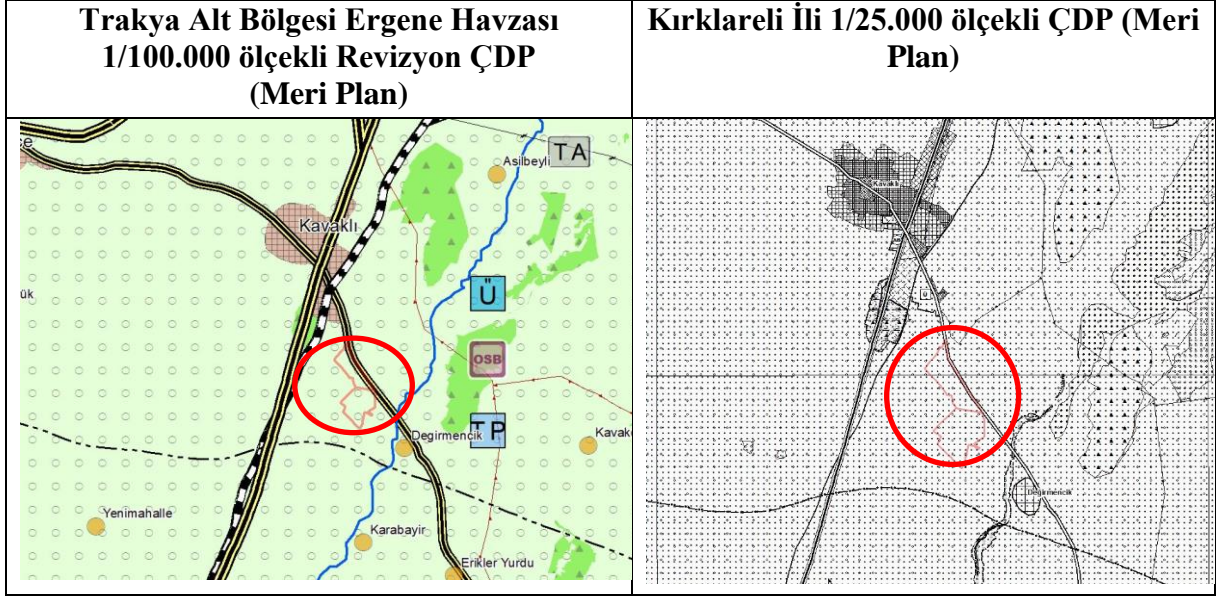 Trakya Alt Bölgesi Ergene Havzası
1/100.000 ölçekli Revizyon ÇDP
(Meri Plan)
Kırklareli İli 1/25.000 ölçekli ÇDP (Meri
Plan)
e
Asilbeyli
TA
Kavaklı
ük
Ü
OSB
TP
Degirmencik
Kavak
Yenimahalle
Karabayir
Erikler Yurdu
Kavaklı
Değirmencik